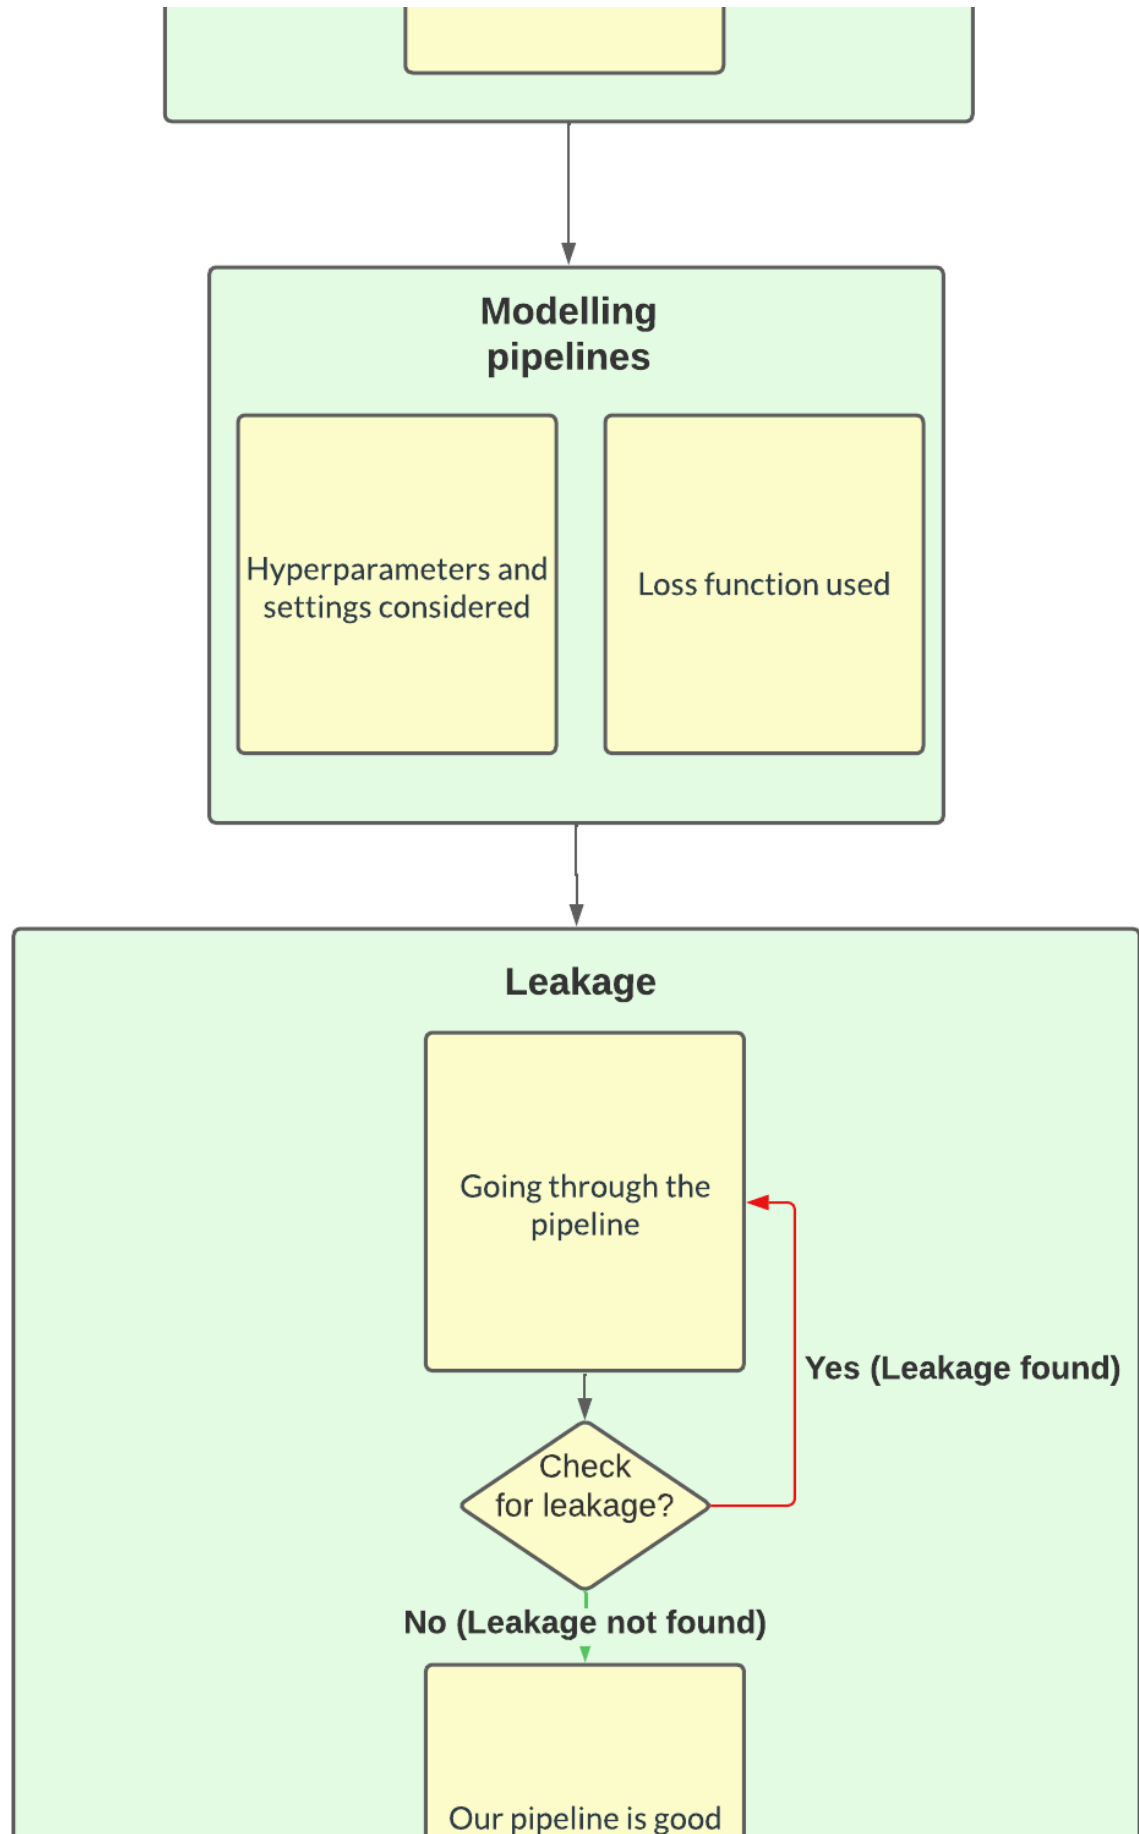 Modelling
pipelines
Hyperparameters and
settings considered
Loss function used
Leakage
Going through the
pipeline
Yes (Leakage found)
Check
for leakage?
No (Leakage not found)
Our pipeline is good